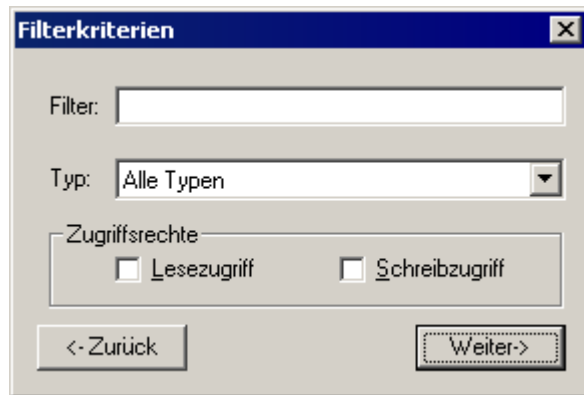 Filterkriterien
Filter:
Typ: Alle Typen
Zugriffsrechte
Lesezugriff Schreibzugriff
<- Zurück Weiter->